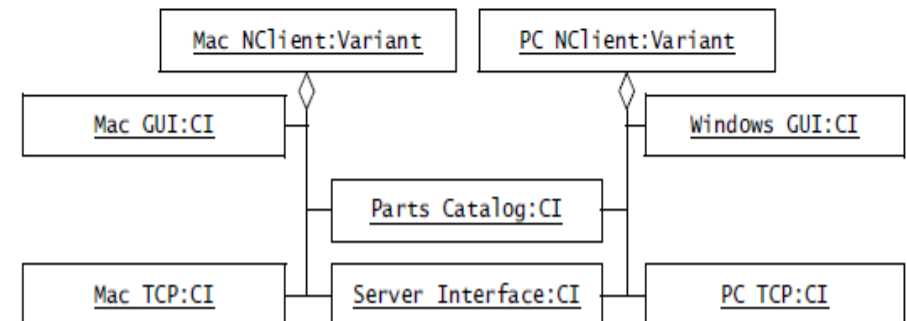 Mac NClient:Variant
PC NClient:Variant
Mac GUI:CI
Windows GUI:CI
Parts Catalog:CI
Mac TCP:CI
Server Interface:CI
PC TCP:CI